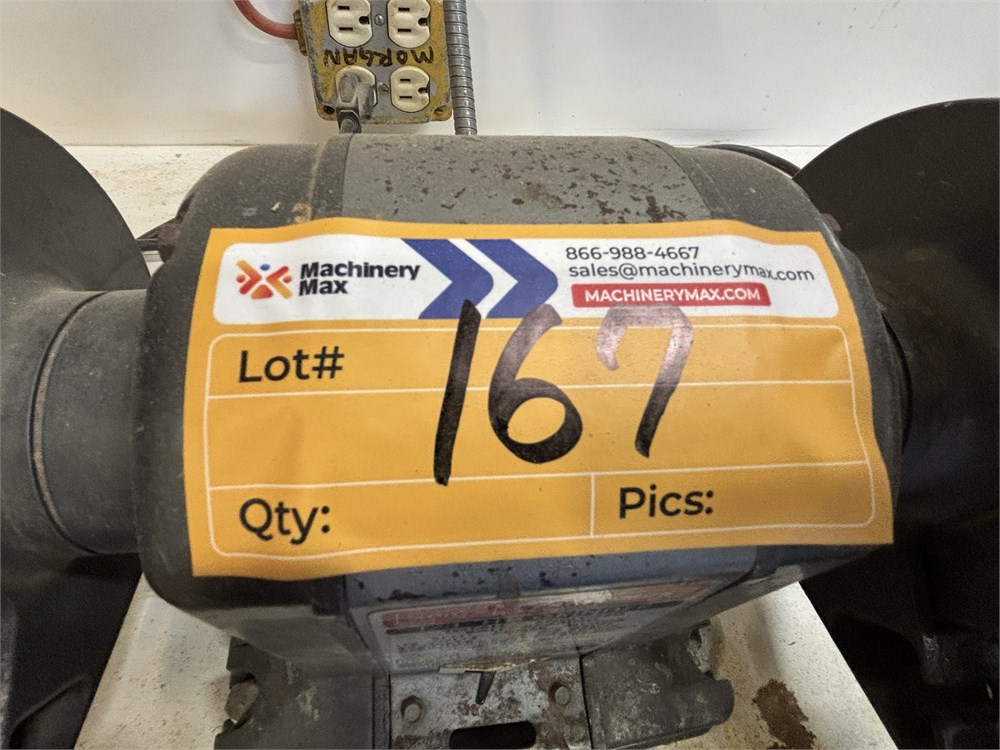 MORGAN
Machinery
Max
866-988-4667
sales@machinerymax.com
MACHINERYMAX.COM
Lot# 167
Qty:
Pics: